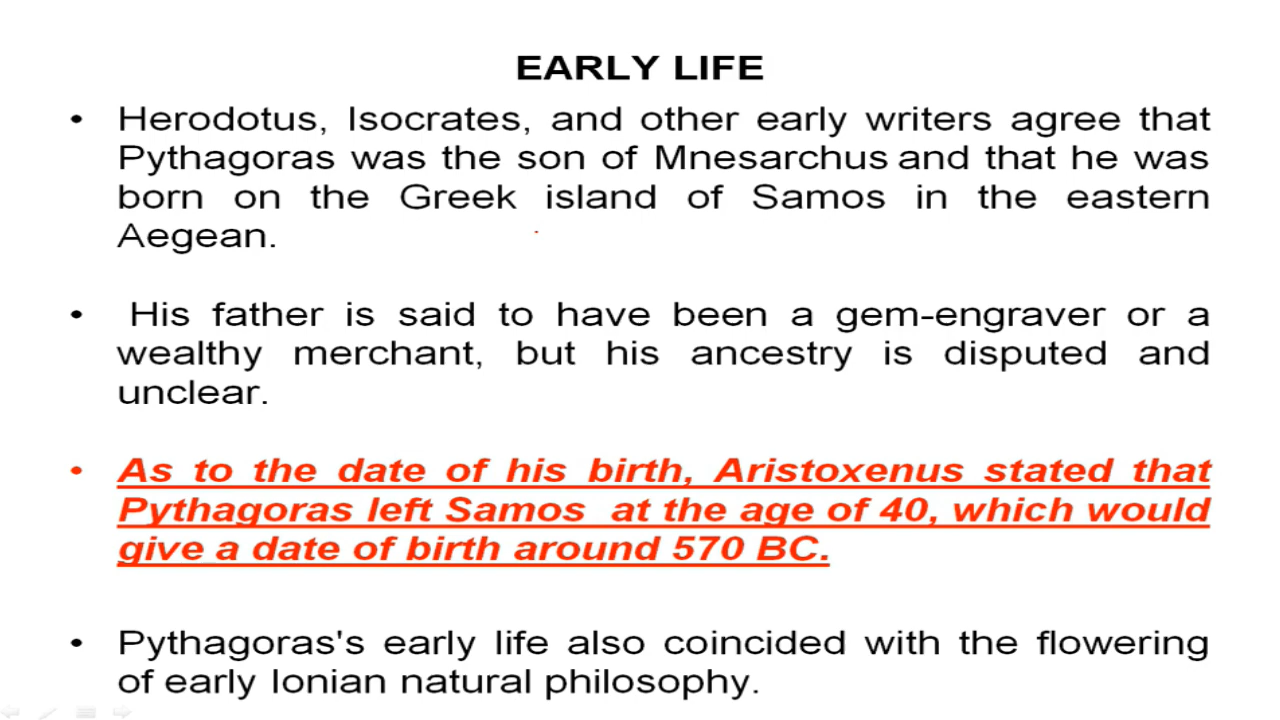 EARLY LIFE
• Herodotus, Isocrates, and other early writers agree that
Pythagoras was the son of Mnesarchus and that he was
born on the Greek island of Samos in the eastern
Aegean.
• His father is said to have been a gem-engraver or a
wealthy merchant, but his ancestry is disputed and
unclear.
• As to the date of his birth, Aristoxenus stated that
Pythagoras left Samos at the age of 40, which would
give a date of birth around 570 BC.
• Pythagoras's early life also coincided with the flowering
of early Ionian natural philosophy.